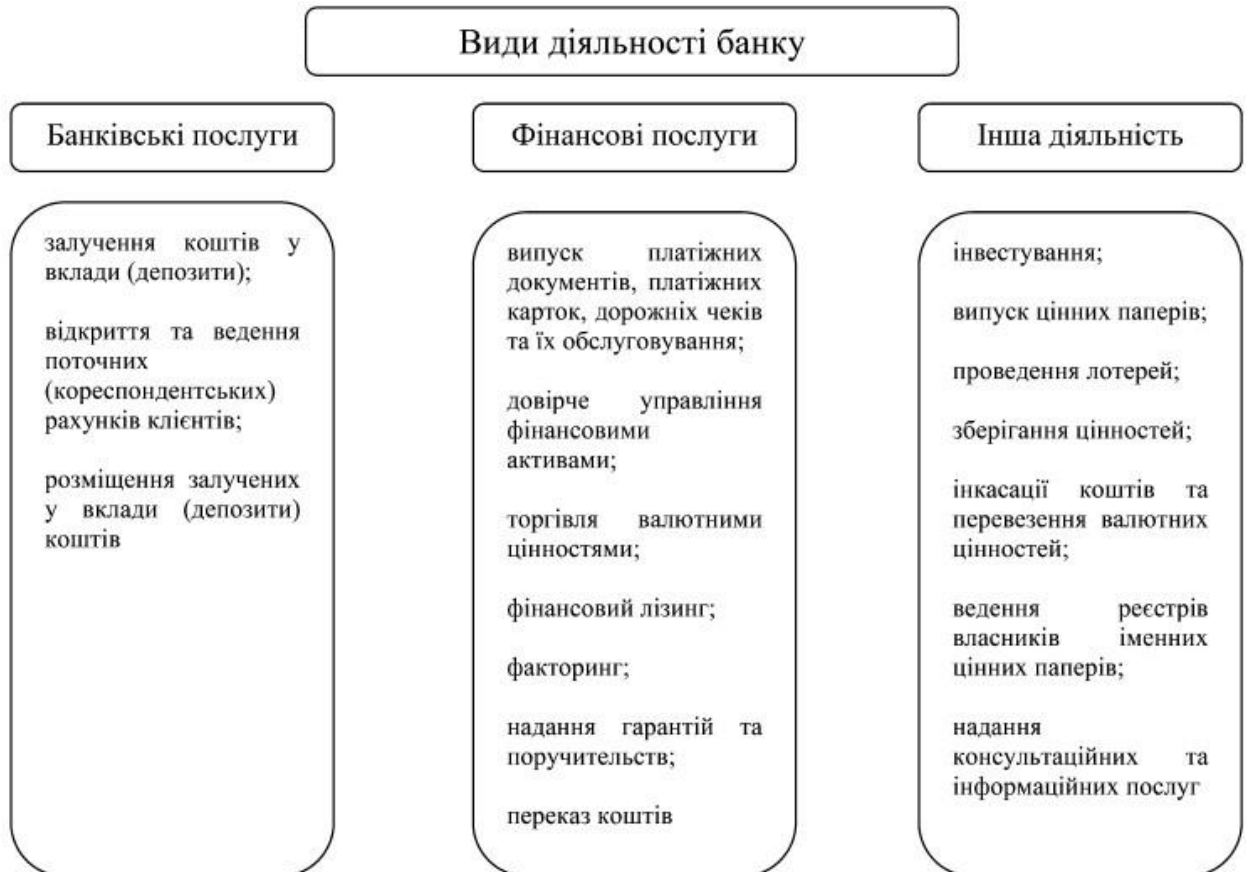 Види діяльності банку
Банківські послуги
залучення коштів у
вклади (депозити);
відкриття та ведення
поточних
(кореспондентських)
рахунків клієнтів;
розміщення залучених
у вклади (депозити)
коштів
Фінансові послуги
випуск платіжних
документів, платіжних
карток, дорожніх чеків
та їх обслуговування;
довірче управління
фінансовими
активами;
торгівля валютними
цінностями;
фінансовий лізинг;
факторинг;
надання гарантій та
поручительств;
переказ коштів
Інша діяльність
інвестування;
випуск цінних паперів;
проведення лотерей;
зберігання цінностей;
інкасації коштів та
перевезення валютних
цінностей;
ведення реєстрів
власників іменних
цінних паперів;
надання
консультаційних та
інформаційних послуг